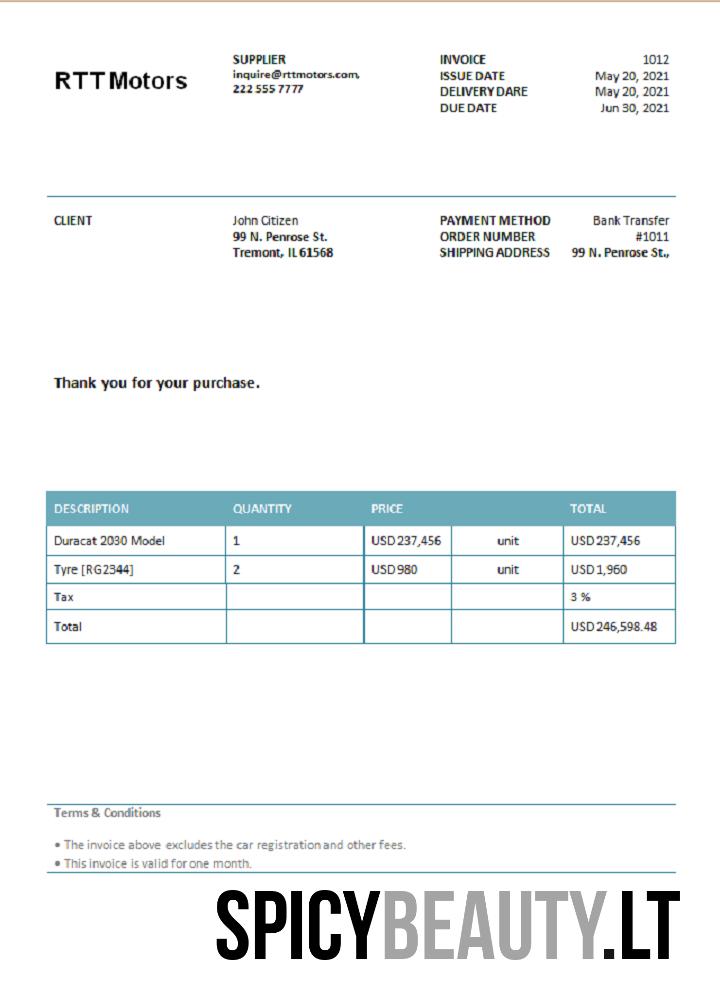 RTT Motors
SUPPLIER
inquire@rttmotors.com,
222 555 7777
INVOICE 1012
ISSUE DATE May 20, 2021
DELIVERY DARE May 20, 2021
DUE DATE Jun 30, 2021
CLIENT
John Citizen
99 N. Penrose St.
Tremont, IL 61568
PAYMENT METHOD Bank Transfer
ORDER NUMBER #1011
SHIPPING ADDRESS 99 N. Penrose St.,
Thank you for your purchase.
DESCRIPTION QUANTITY PRICE TOTAL
Duracat 2030 Model 1 USD 237,456 unit USD 237,456
Tyre [RG2344] 2 USD 980 unit USD 1,960
Tax 3 %
Total USD 246,598.48
Terms & Conditions
• The invoice above excludes the car registration and other fees.
• This invoice is valid for one month.
SPICYBEAUTY.LT